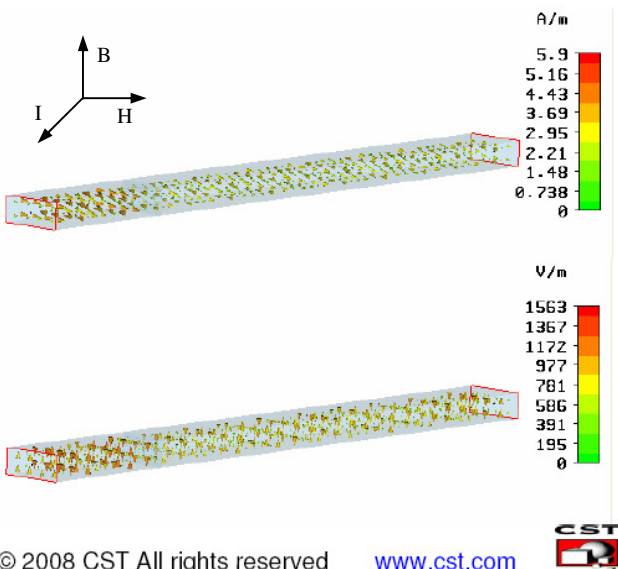 A/m
B
I
H
5.9
5.16
4.43
3.69
2.95
2.21
1.48
0.738
0
V/m
1563
1367
1172
977
781
586
391
195
0
CST
© 2008 CST All rights reserved www.cst.com